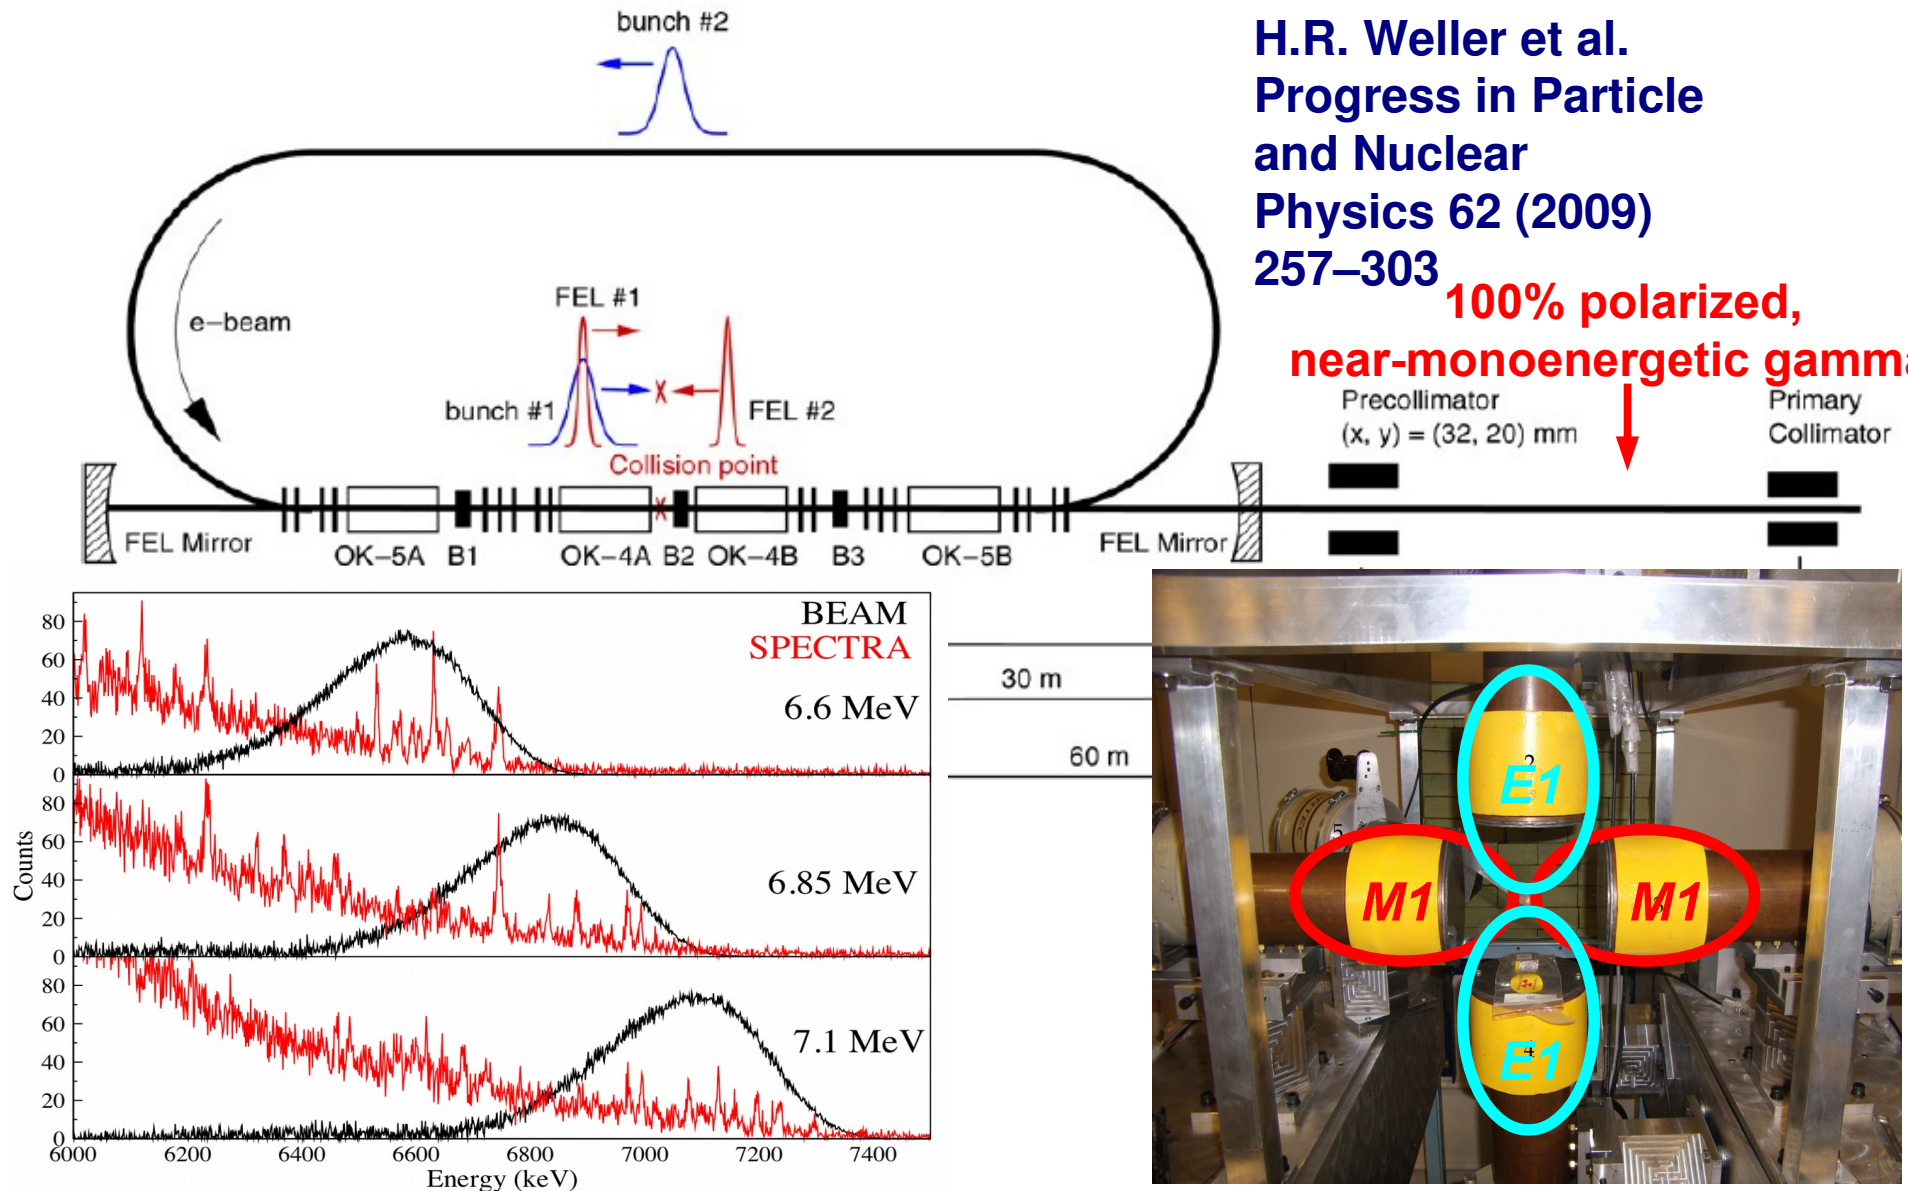 bunch #2
H.R. Weller et al.
Progress in Particle
and Nuclear
Physics 62 (2009)
257–303
100% polarized,
near-monoenergetic gamma
e–beam
FEL #1
bunch #1
FEL #2
Collision point
Precollimator
(x, y) = (32, 20) mm
Primary
Collimator
FEL Mirror
OK–5A
B1
OK–4A
B2
OK–4B
B3
OK–5B
FEL Mirror
BEAM
SPECTRA
6.6 MeV
80
60
40
20
0
6.85 MeV
80
60
40
20
0
7.1 MeV
80
60
40
20
0
Counts
6000 6200 6400 6600 6800 7000 7200 7400
Energy (keV)
30 m
60 m
2
E1
5
M1
M1
3
4
E1